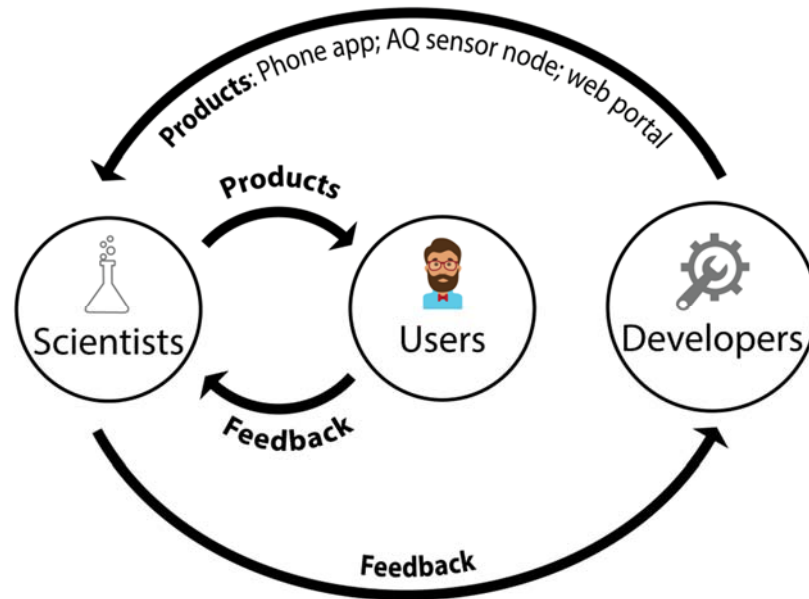 Products: Phone app; AQ sensor node; web portal
Products
Scientists
Users
Developers/
Feedback
Feedback